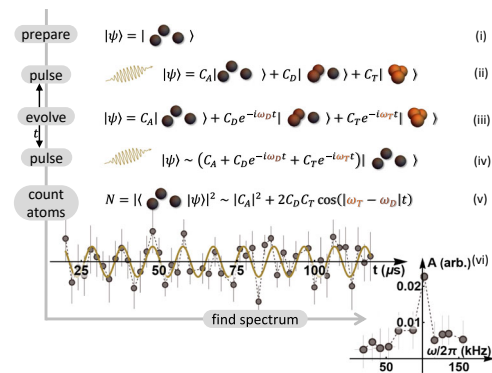 prepare |ψ⟩ = | ⟩ (i)
pulse |ψ⟩ = C_A| ⟩ + C_D| ⟩ + C_T| ⟩ (ii)
evolve |ψ⟩ = C_A| ⟩ + C_D e^{-iω_D t}| ⟩ + C_T e^{-iω_T t}| ⟩ (iii)
t
pulse |ψ⟩ ~ (C_A + C_D e^{-iω_D t} + C_T e^{-iω_T t})| ⟩ (iv)
count
atoms N = |⟨ |ψ⟩|² ~ |C_A|² + 2C_D C_T cos(|ω_T − ω_D|t) (v)
A (arb.) (vi)
25 50 75 100 t (μs)
0.02
find spectrum
0.01
ω/2π (kHz)
50 150